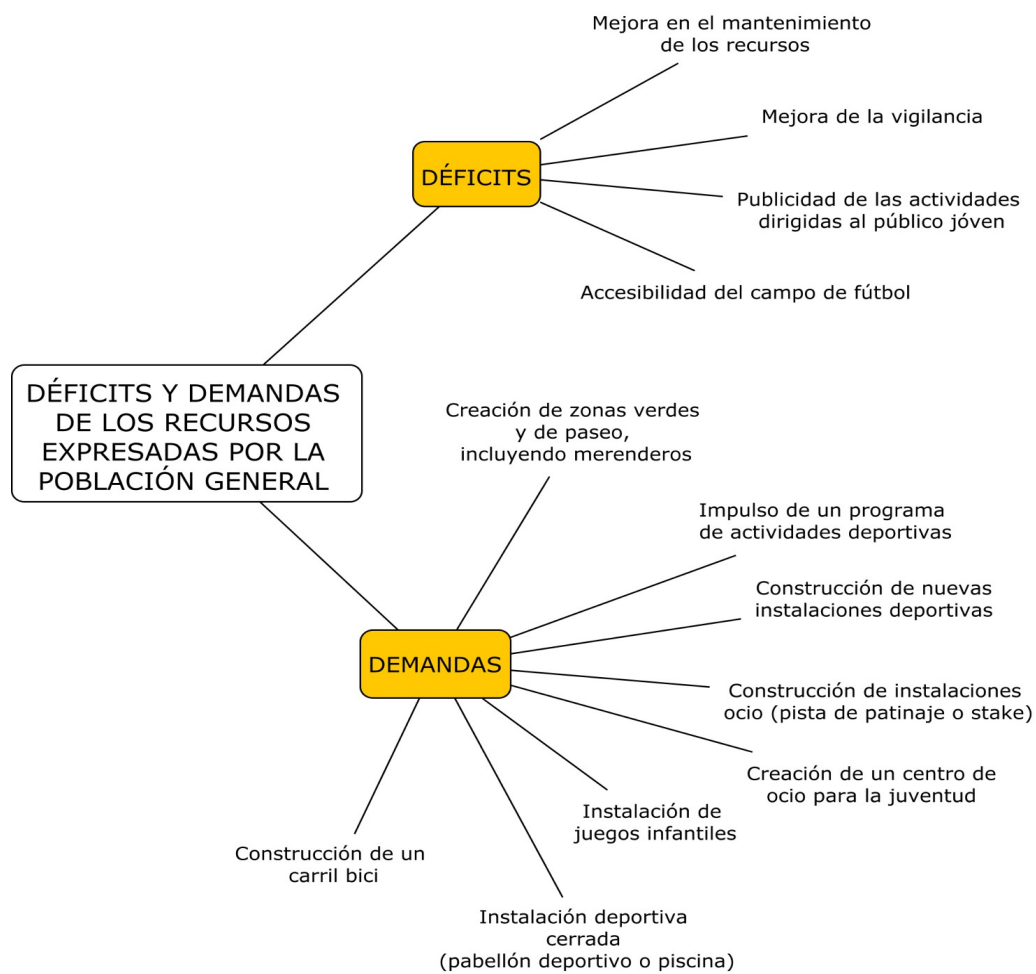 Mejora en el mantenimiento
de los recursos
Mejora de la vigilancia
DÉFICITS
Publicidad de las actividades
dirigidas al público jóven
Accesibilidad del campo de fútbol
DÉFICITS Y DEMANDAS
DE LOS RECURSOS
EXPRESADAS POR LA
POBLACIÓN GENERAL
Creación de zonas verdes
y de paseo,
incluyendo merenderos
Impulso de un programa
de actividades deportivas
Construcción de nuevas
instalaciones deportivas
DEMANDAS
Construcción de instalaciones
ocio (pista de patinaje o stake)
Creación de un centro de
ocio para la juventud
Instalación de
juegos infantiles
Construcción de un
carril bici
Instalación deportiva
cerrada
(pabellón deportivo o piscina)